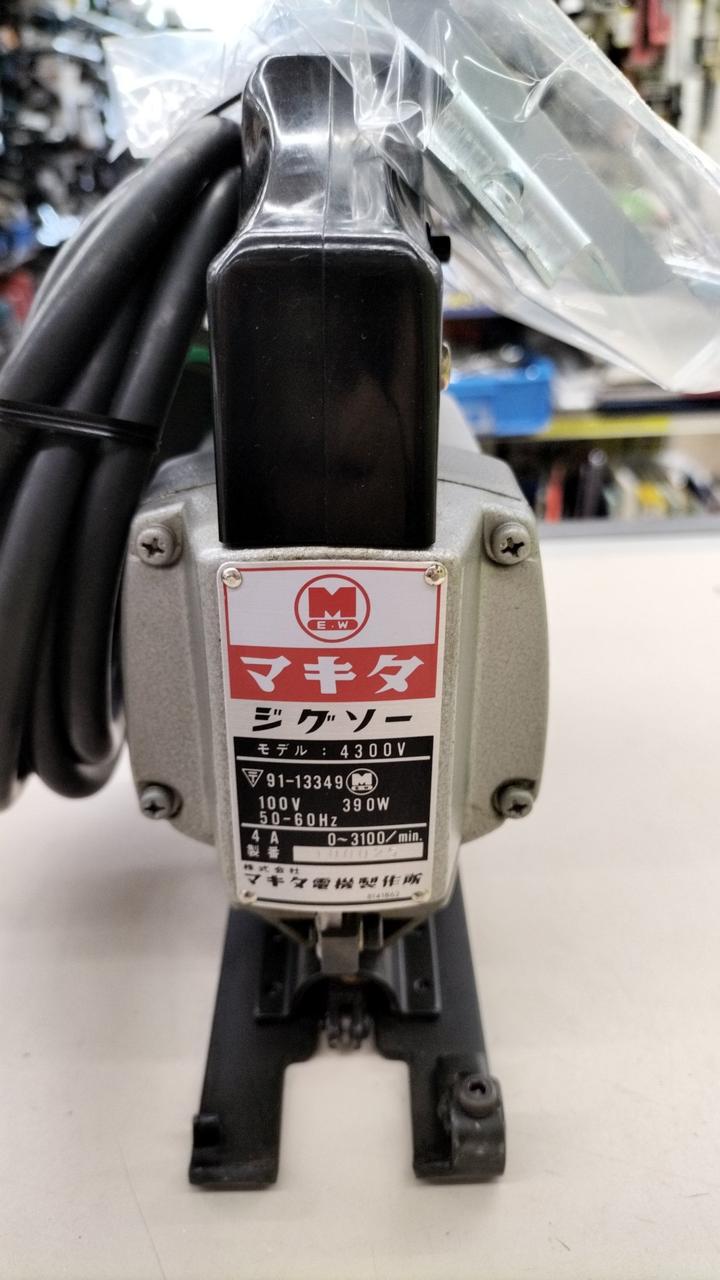 M
E.W
マキタ
ジグソー
モデル : 4300V
91-13349 M
100V 390W
50-60Hz
4 A 0~3100/min.
製番
株式会社
マキタ電機製作所